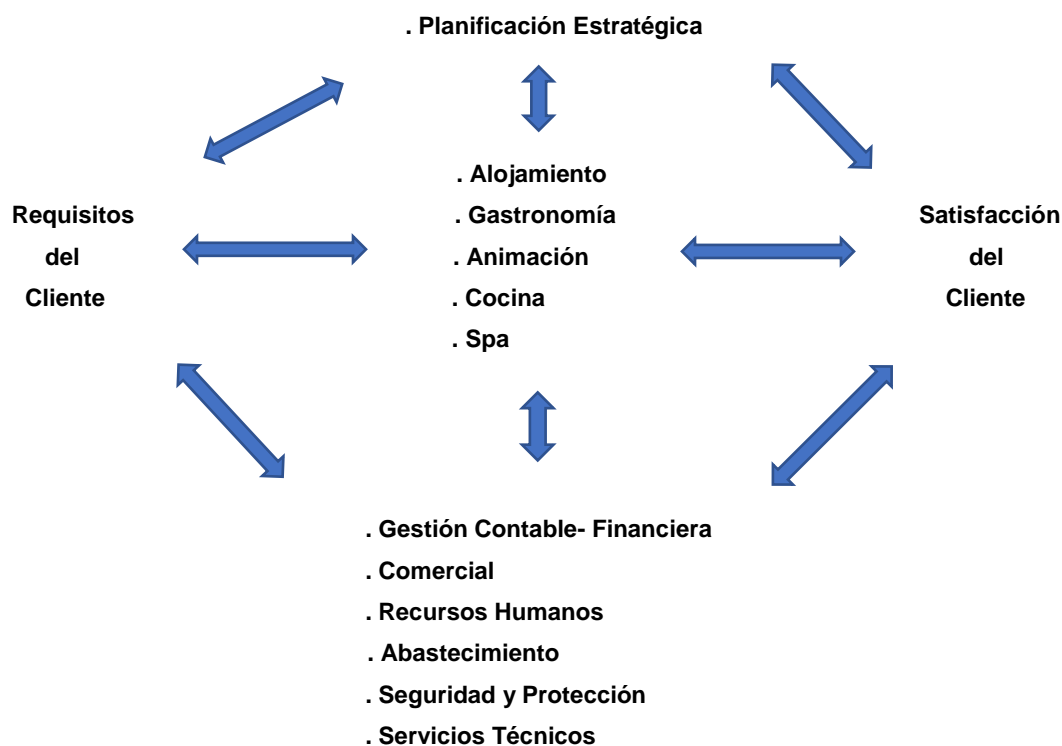 . Planificación Estratégica
. Alojamiento
. Gastronomía
. Animación
. Cocina
. Spa
Requisitos
del
Cliente
Satisfacción
del
Cliente
. Gestión Contable- Financiera
. Comercial
. Recursos Humanos
. Abastecimiento
. Seguridad y Protección
. Servicios Técnicos